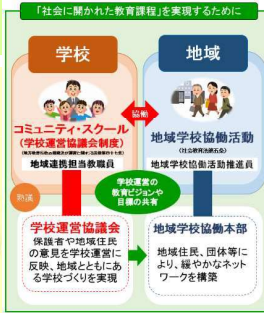 「社会に開かれた教育課程」を実現するために
学校
地域
協働
コミュニティ・スクール
(学校運営協議会制度)
地域連携担当教職員
地域学校協働活動
(社会教育法第五条)
地域学校協働活動推進員
熟議
学校運営の
教育ビジョンや
目標の共有
学校運営協議会
保護者や地域住民
の意見を学校運営に
反映、地域とともにあ
る学校づくりを実現
地域学校協働本部
地域住民、団体等に
より、緩やかなネット
ワークを構築